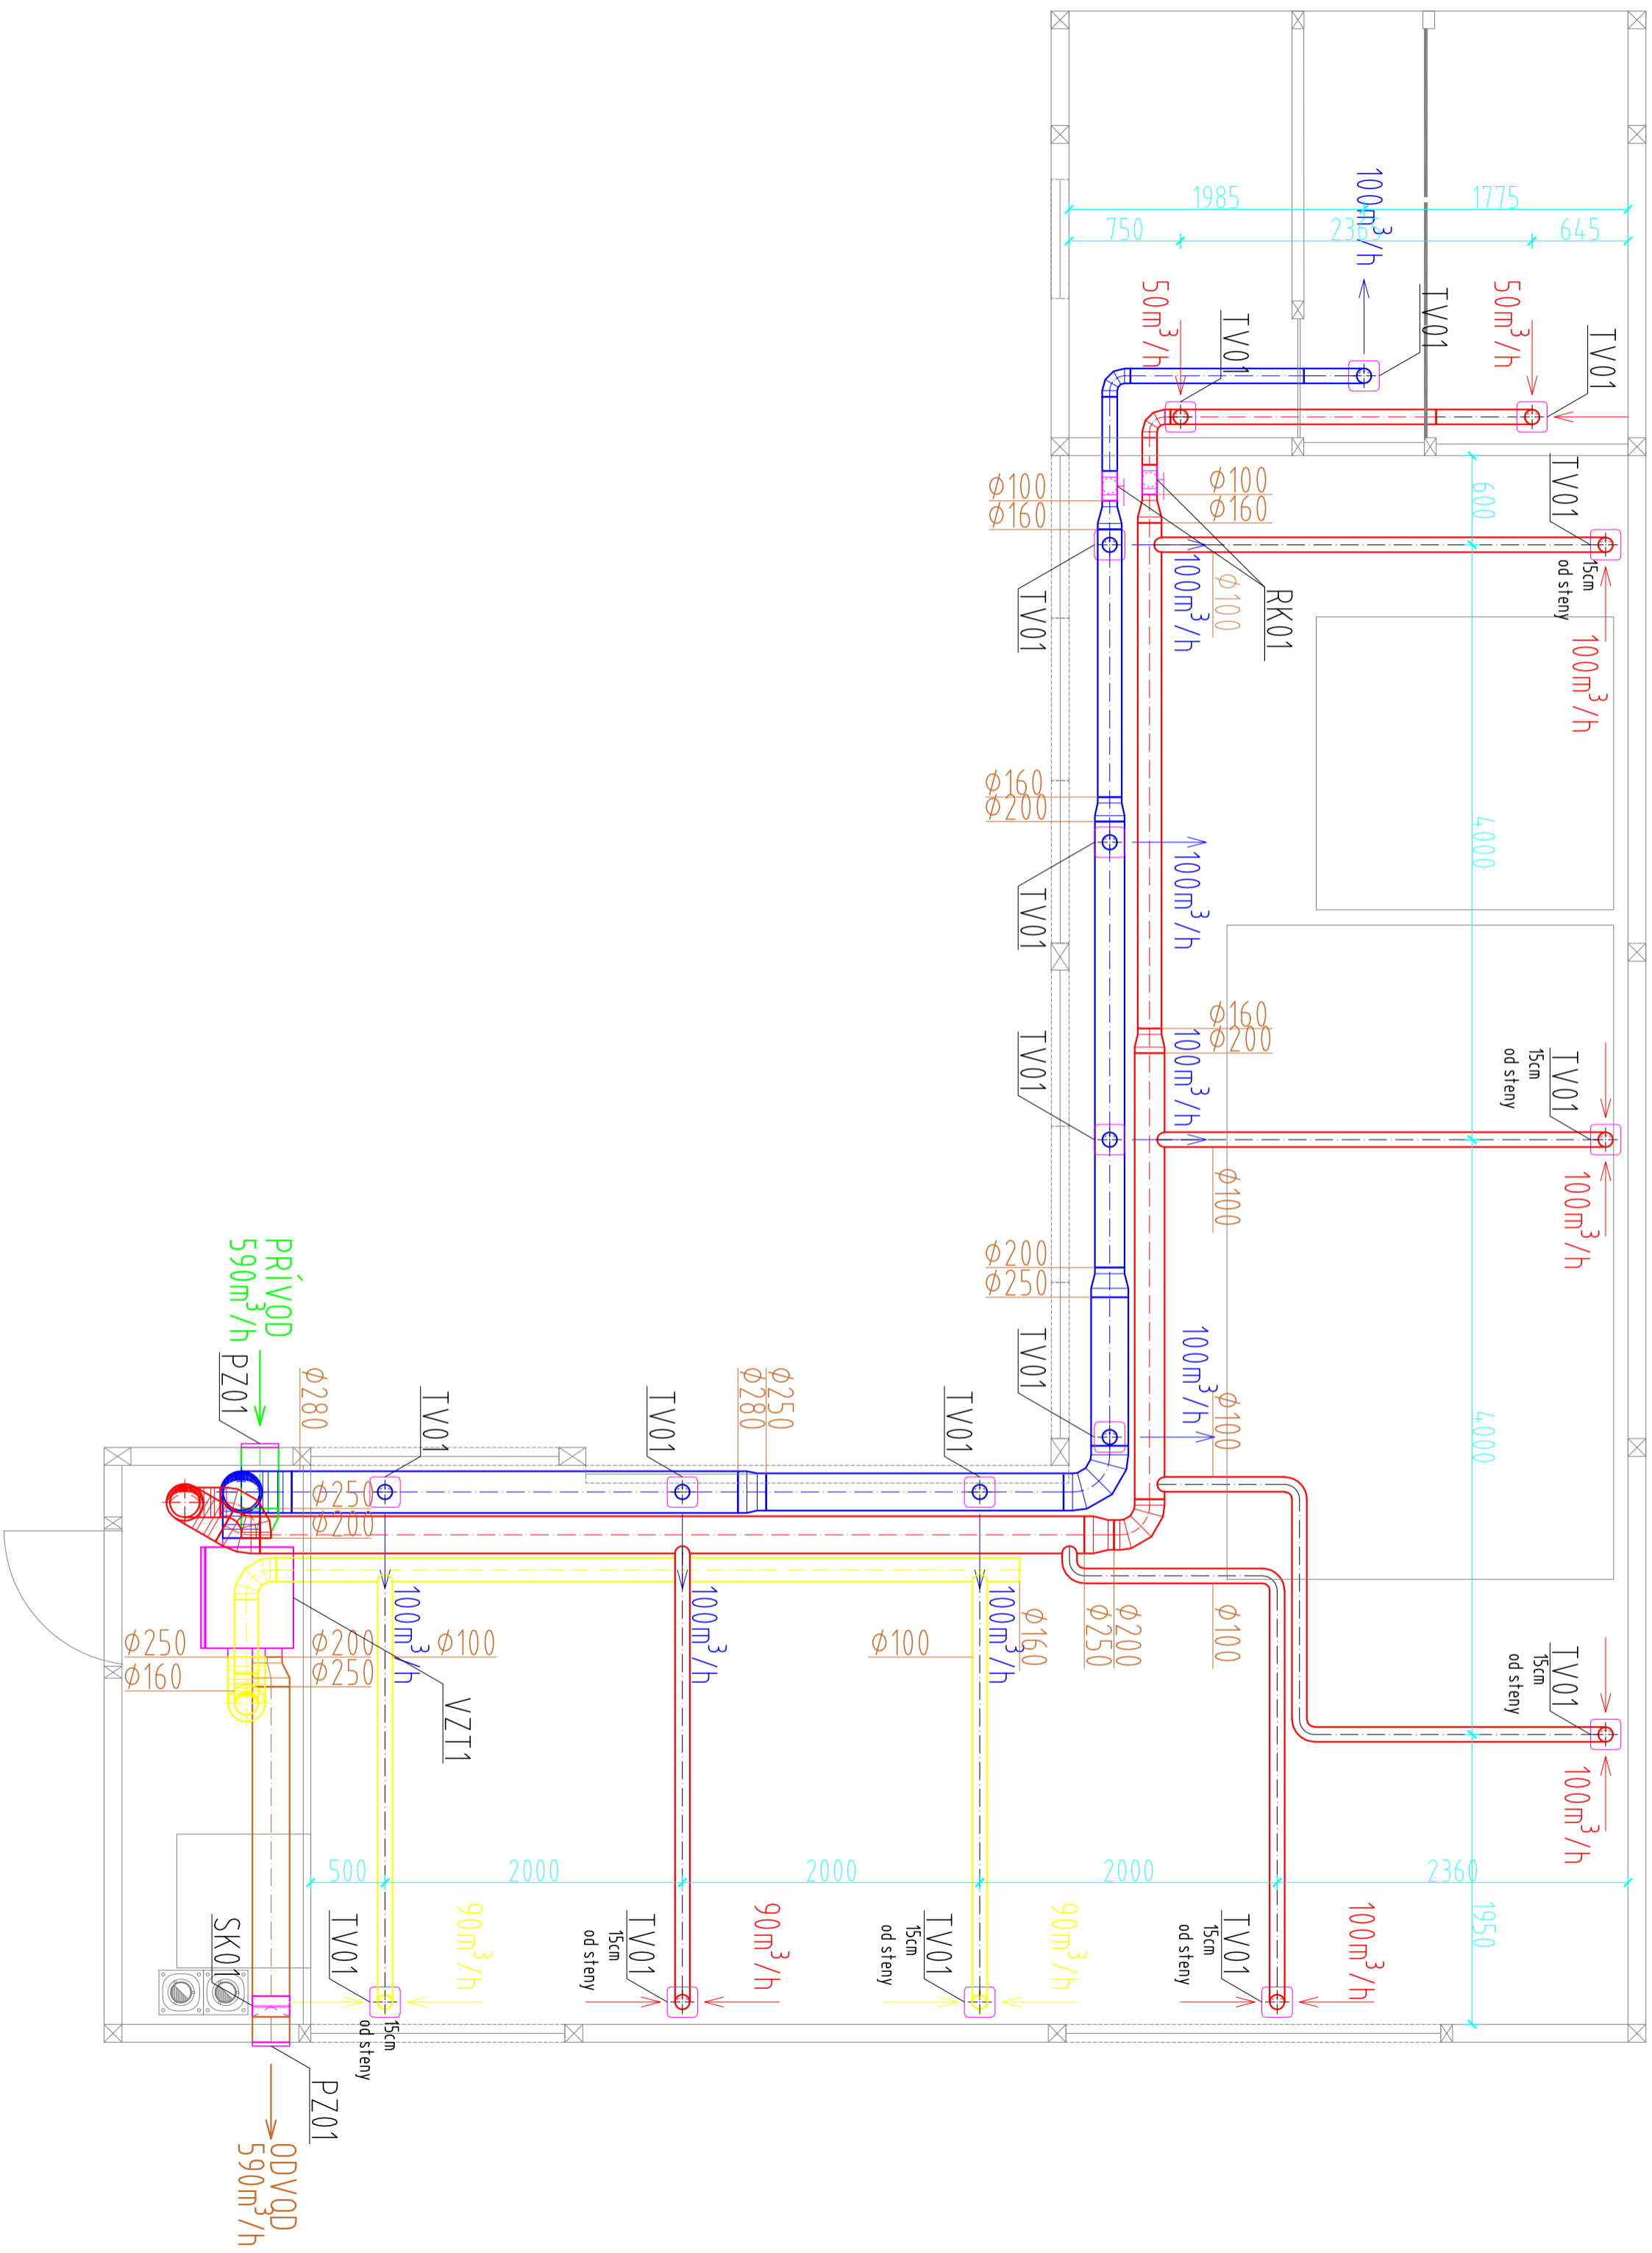 1985
1775
750
2365
645
100m³/h
50m³/h
50m³/h
TV01
TV01
TV01
TV01
15cm
od steny
100m³/h
600
ϕ100
ϕ160
ϕ100
ϕ160
ϕ100
100m³/h
TV01
RK01
ϕ160
ϕ200
4000
100m³/h
TV01
ϕ160
ϕ200
100m³/h
TV01
TV01
15cm
od steny
100m³/h
ϕ100
ϕ200
ϕ250
100m³/h
TV01
ϕ100
4000
PRÍVOD
590m³/h
PZ01
ϕ280
TV01
TV01
ϕ280
ϕ250
TV01
ϕ250
ϕ200
100m³/h
100m³/h
100m³/h
ϕ160
ϕ250
ϕ200
ϕ100
TV01
15cm
od steny
100m³/h
ϕ250
ϕ160
ϕ200
ϕ250
ϕ100
ϕ100
VZT1
500
2000
2000
2000
2360
1950
SK01
TV01
15cm
od steny
90m³/h
TV01
15cm
od steny
90m³/h
TV01
15cm
od steny
90m³/h
TV01
15cm
od steny
100m³/h
PZ01
ODVOD
590m³/h